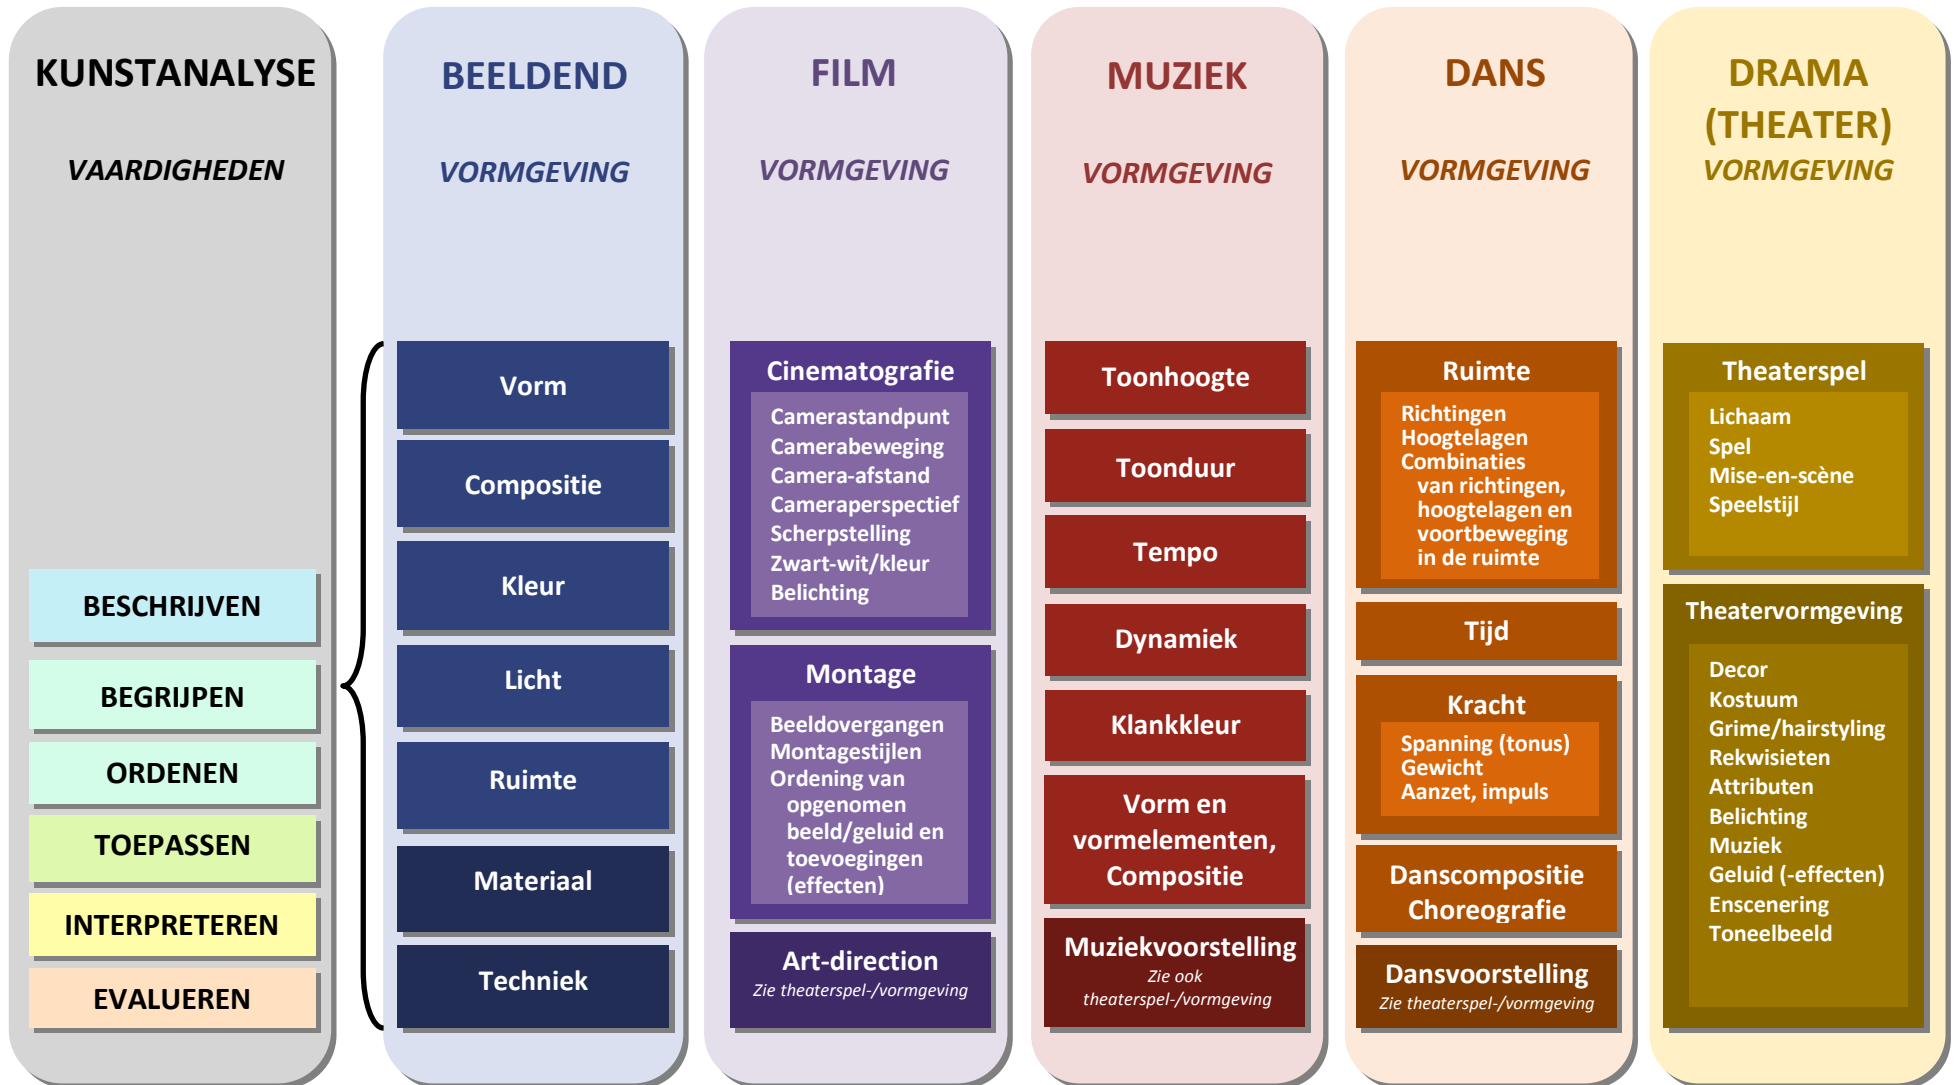 KUNSTANALYSE
VAARDIGHEDEN
BESCHRIJVEN
BEGRIJPEN
ORDENEN
TOEPASSEN
INTERPRETEREN
EVALUEREN
BEELDEND
VORMGEVING
Vorm
Compositie
Kleur
Licht
Ruimte
Materiaal
Techniek
FILM
VORMGEVING
Cinematografie
Camerastandpunt
Camerabeweging
Camera-afstand
Cameraperspectief
Scherpstelling
Zwart-wit/kleur
Belichting
Montage
Beeldovergangen
Montagestijlen
Ordening van
opgenomen
beeld/geluid en
toevoegingen
(effecten)
Art-direction
Zie theaterspel-/vormgeving
MUZIEK
VORMGEVING
Toonhoogte
Toonduur
Tempo
Dynamiek
Klankkleur
Vorm en
vormelementen,
Compositie
Muziekvoorstelling
Zie ook
theaterspel-/vormgeving
DANS
VORMGEVING
Ruimte
Richtingen
Hoogtelagen
Combinaties
van richtingen,
hoogtelagen en
voortbeweging
in de ruimte
Tijd
Kracht
Spanning (tonus)
Gewicht
Aanzet, impuls
Danscompositie
Choreografie
Dansvoorstelling
Zie theaterspel-/vormgeving
DRAMA
(THEATER)
VORMGEVING
Theaterspel
Lichaam
Spel
Mise-en-scène
Speelstijl
Theatervormgeving
Decor
Kostuum
Grime/hairstyling
Rekwisieten
Attributen
Belichting
Muziek
Geluid (-effecten)
Enscenering
Toneelbeeld